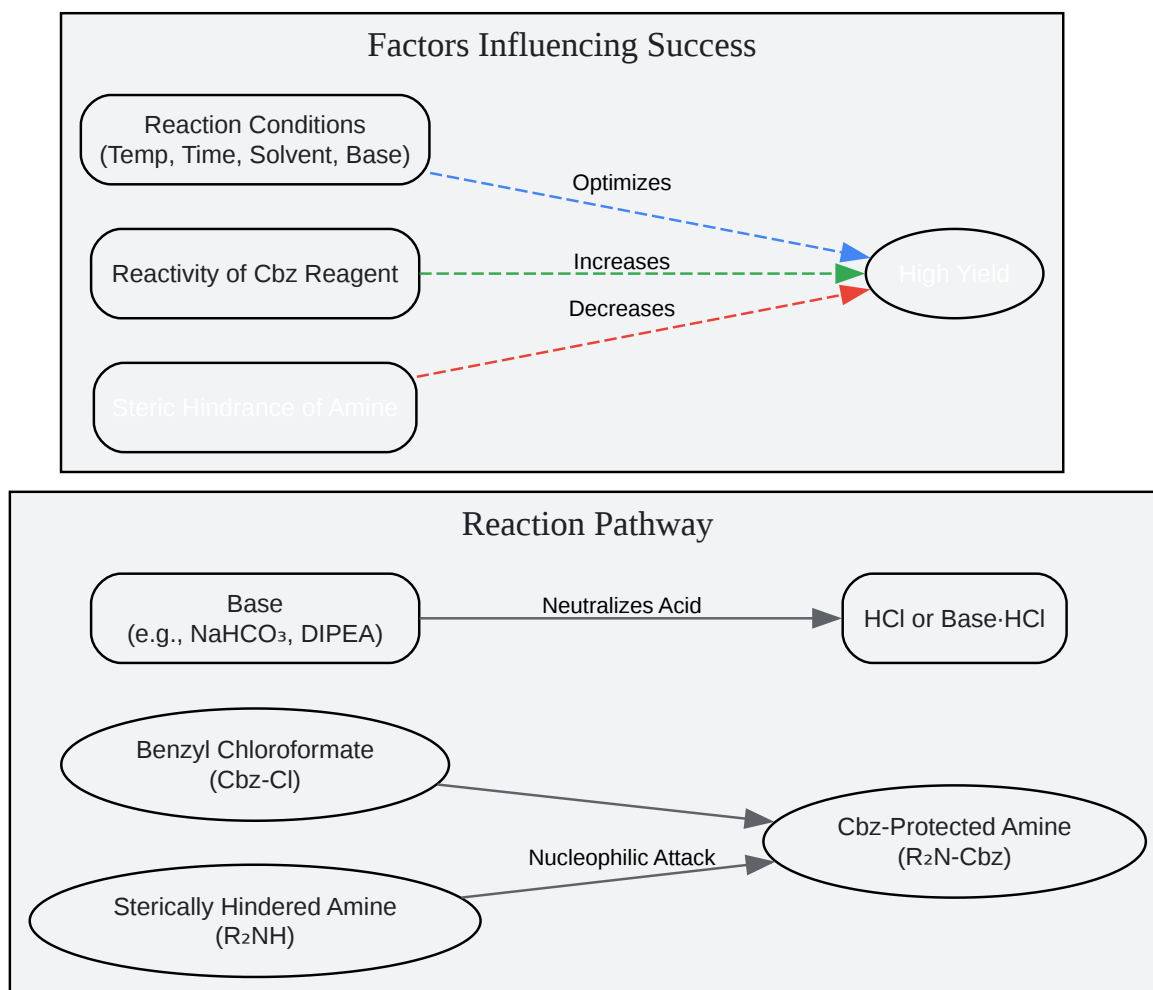 Factors Influencing Success
Reaction Conditions
(Temp, Time, Solvent, Base)
Optimizes
Reactivity of Cbz Reagent
Increases
High Yield
Decreases
Steric Hindrance of Amine
Reaction Pathway
Base
(e.g., NaHCO₃, DIPEA)
Neutralizes Acid
HCl or Base·HCl
Benzyl Chloroformate
(Cbz-Cl)
Cbz-Protected Amine
(R₂N-Cbz)
Nucleophilic Attack
Sterically Hindered Amine
(R₂NH)